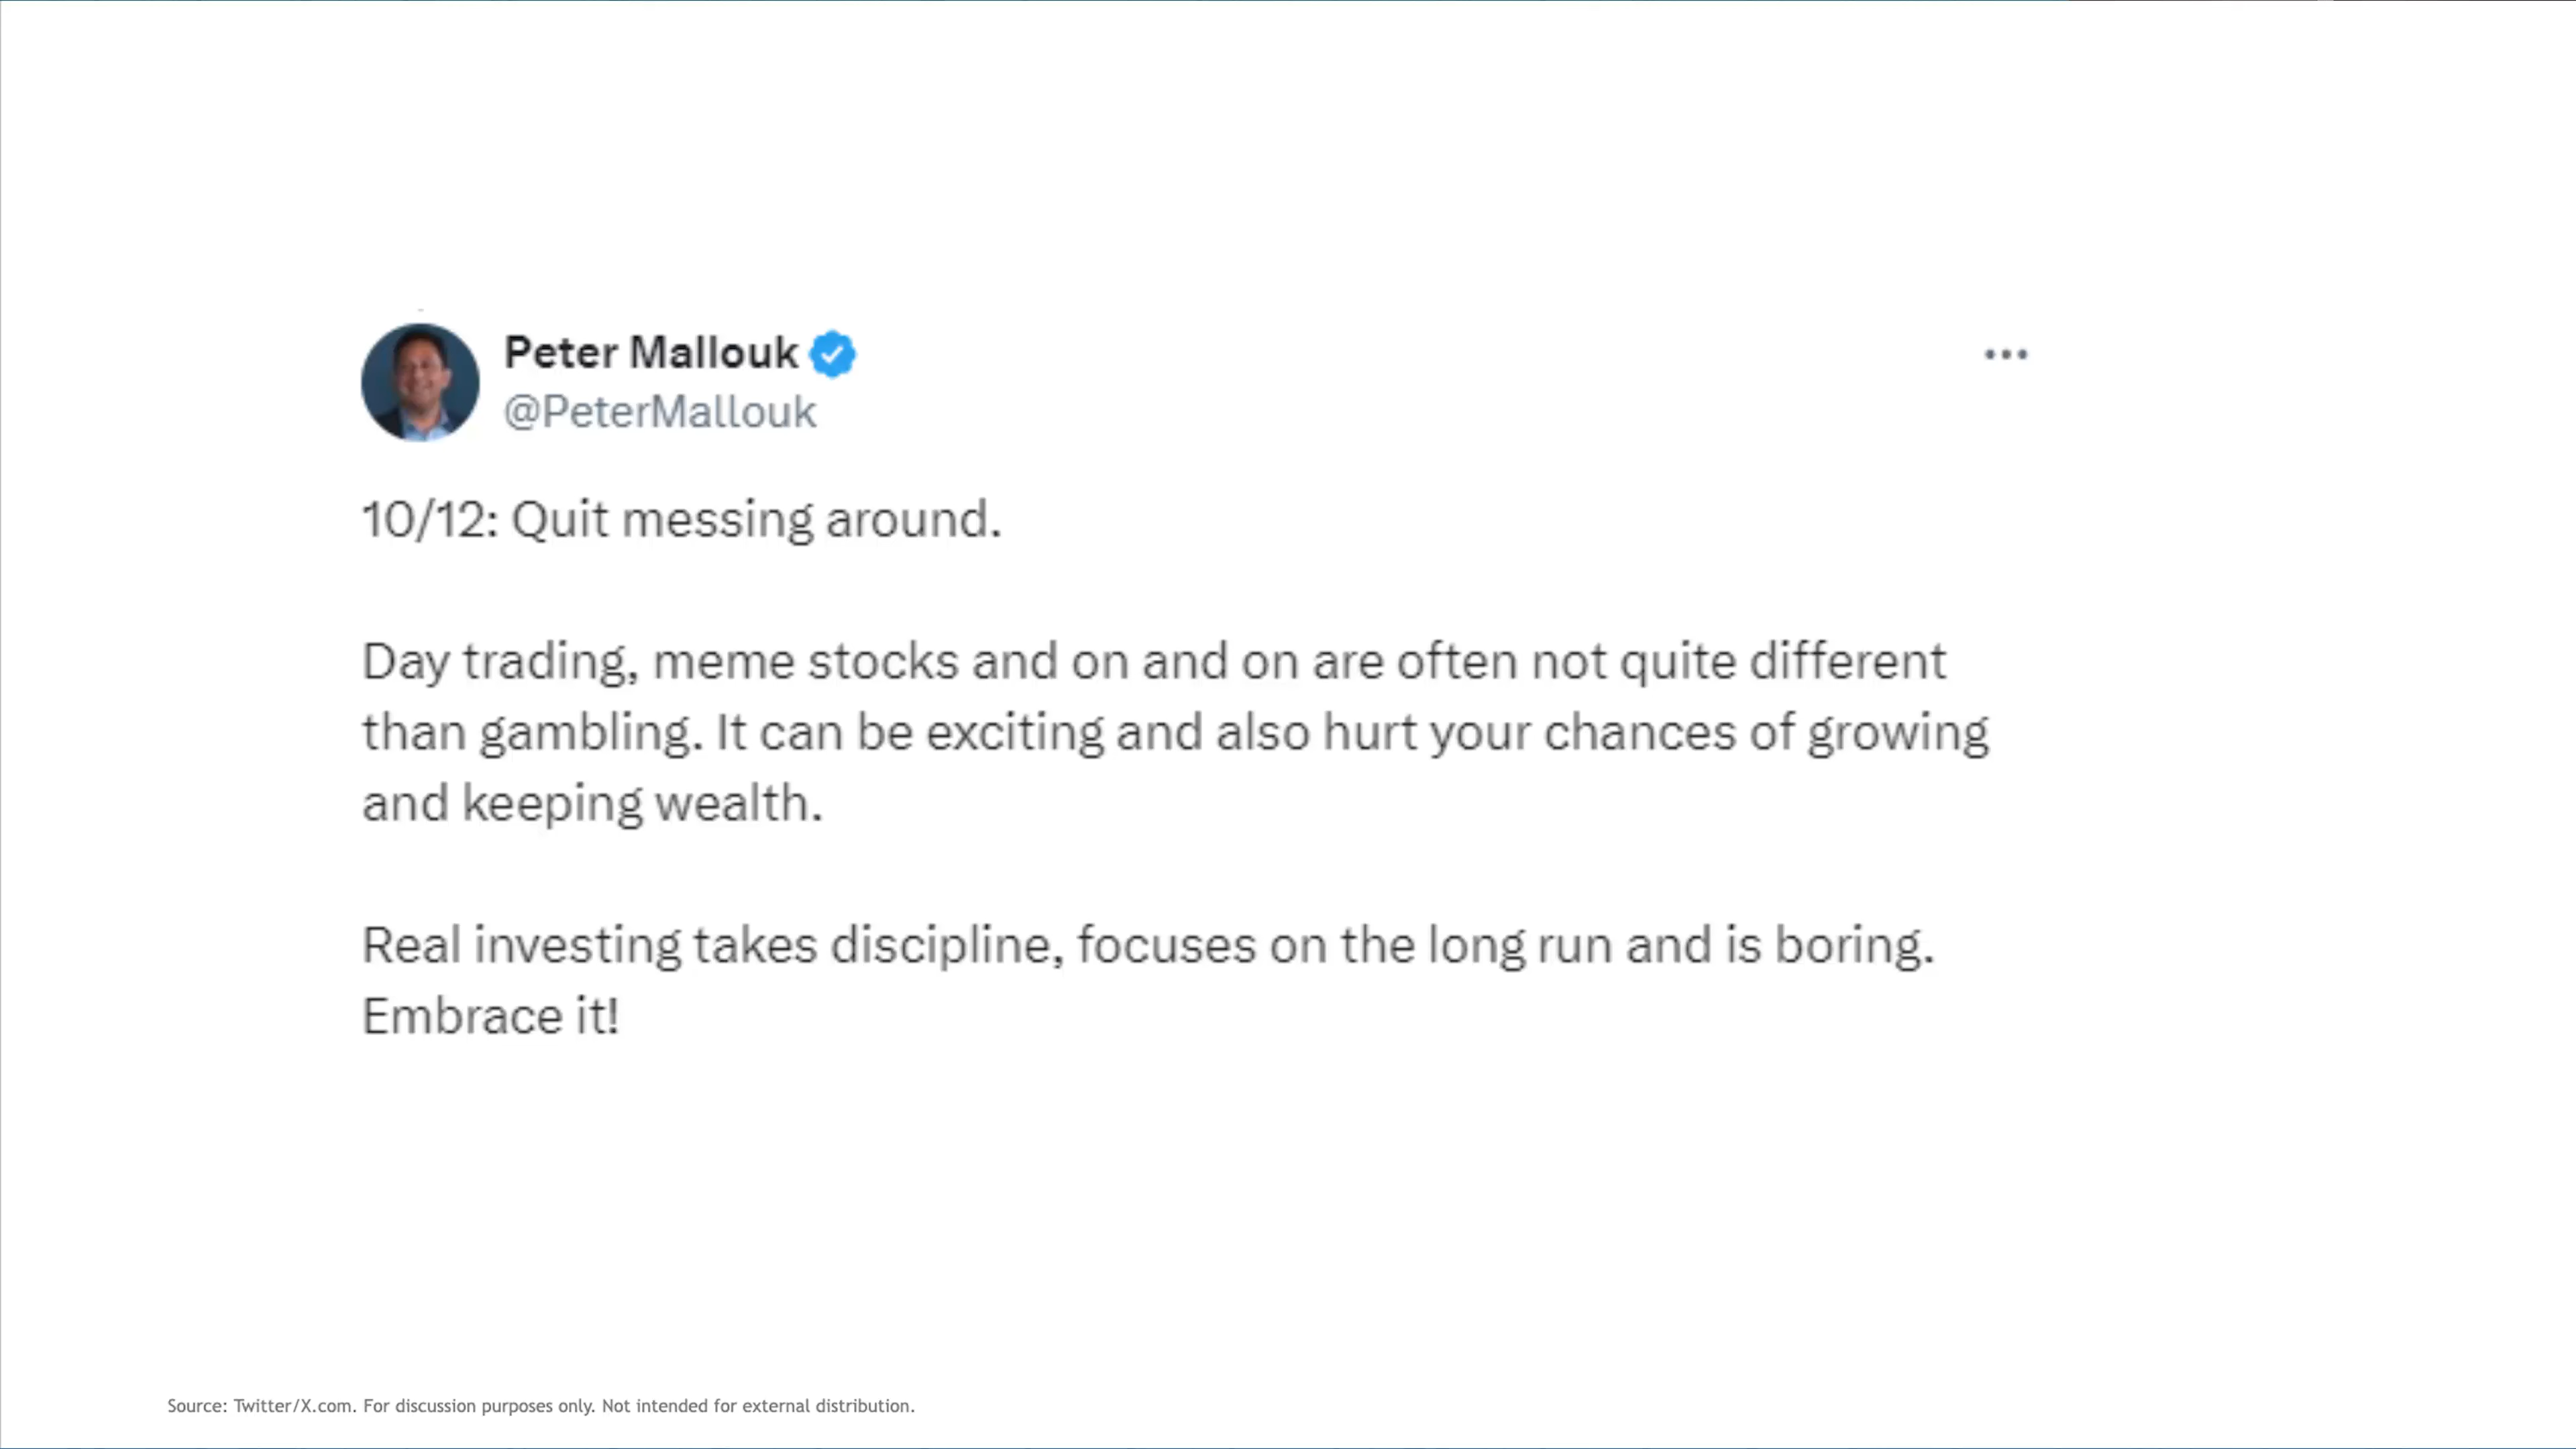 Peter Mallouk
@PeterMallouk
10/12: Quit messing around.
Day trading, meme stocks and on and on are often not quite different
than gambling. It can be exciting and also hurt your chances of growing
and keeping wealth.
Real investing takes discipline, focuses on the long run and is boring.
Embrace it!
Source: Twitter/X.com. For discussion purposes only. Not intended for external distribution.